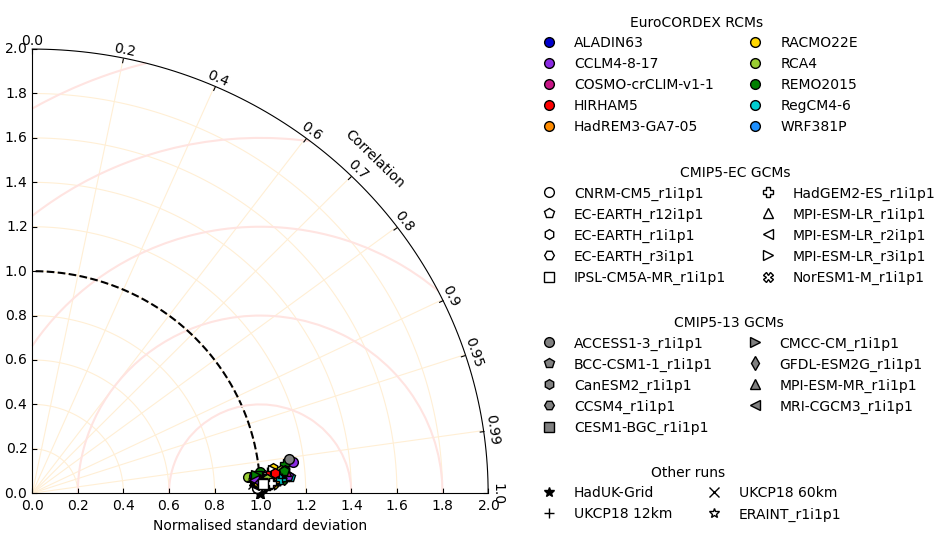 0.0
0.2
0.4
0.6
Correlation
0.7
0.8
0.9
0.95
0.99
1.0
2.0
1.8
1.6
1.4
1.2
1.0
0.8
0.6
0.4
0.2
0.0
0.0 0.2 0.4 0.6 0.8 1.0 1.2 1.4 1.6 1.8 2.0
Normalised standard deviation
EuroCORDEX RCMs
ALADIN63 RACMO22E
CCLM4-8-17 RCA4
COSMO-crCLIM-v1-1 REMO2015
HIRHAM5 RegCM4-6
HadREM3-GA7-05 WRF381P
CMIP5-EC GCMs
CNRM-CM5_r1i1p1 HadGEM2-ES_r1i1p1
EC-EARTH_r12i1p1 MPI-ESM-LR_r1i1p1
EC-EARTH_r1i1p1 MPI-ESM-LR_r2i1p1
EC-EARTH_r3i1p1 MPI-ESM-LR_r3i1p1
IPSL-CM5A-MR_r1i1p1 NorESM1-M_r1i1p1
CMIP5-13 GCMs
ACCESS1-3_r1i1p1 CMCC-CM_r1i1p1
BCC-CSM1-1_r1i1p1 GFDL-ESM2G_r1i1p1
CanESM2_r1i1p1 MPI-ESM-MR_r1i1p1
CCSM4_r1i1p1 MRI-CGCM3_r1i1p1
CESM1-BGC_r1i1p1
Other runs
HadUK-Grid UKCP18 60km
UKCP18 12km ERAINT_r1i1p1